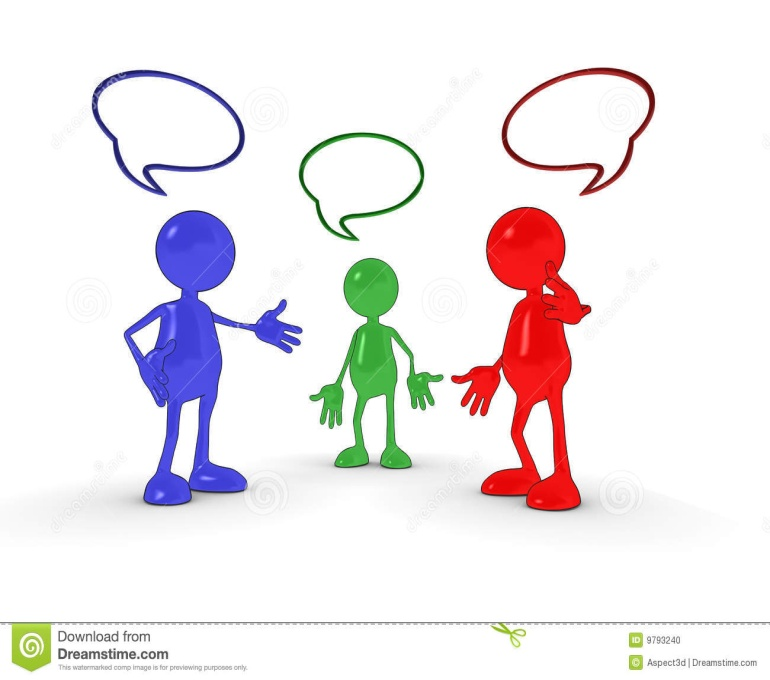 Download from
Dreamstime.com
This watermarked comp image is for previewing purposes only.
ID 9793240
Aspect3d | Dreamstime.com